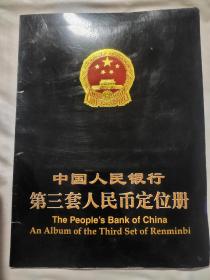 中国人民银行
第三套人民币定位册
The People's Bank of China
An Album of the Third Set of Renminbi